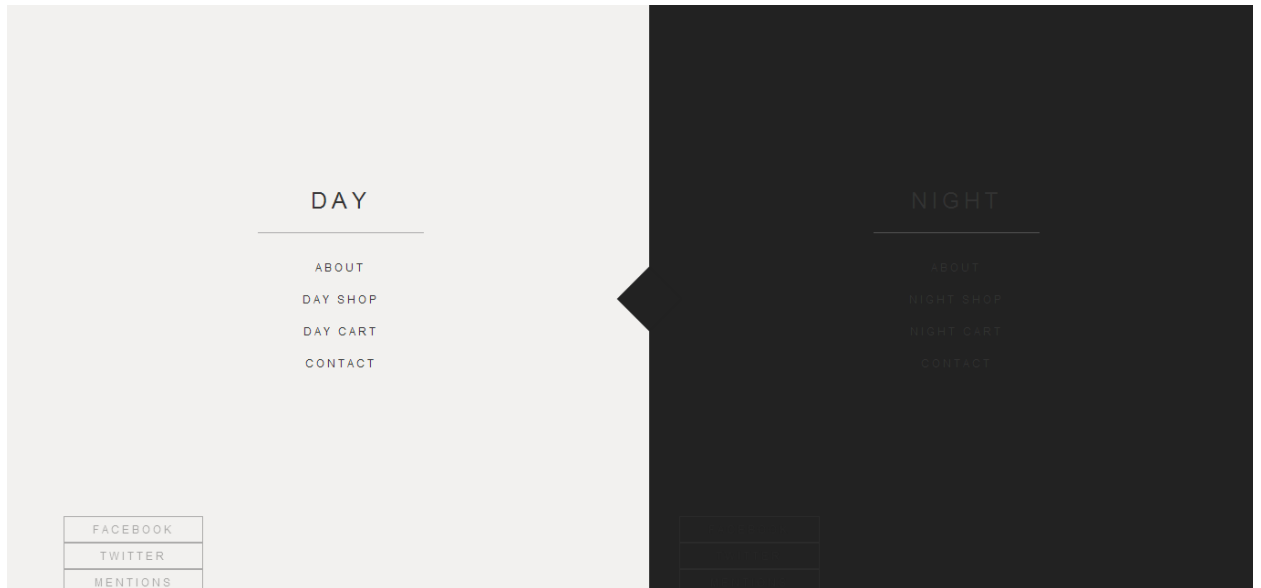 DAY
ABOUT
DAY SHOP
DAY CART
CONTACT
FACEBOOK
TWITTER
MENTIONS
NIGHT
ABOUT
NIGHT SHOP
NIGHT CART
CONTACT